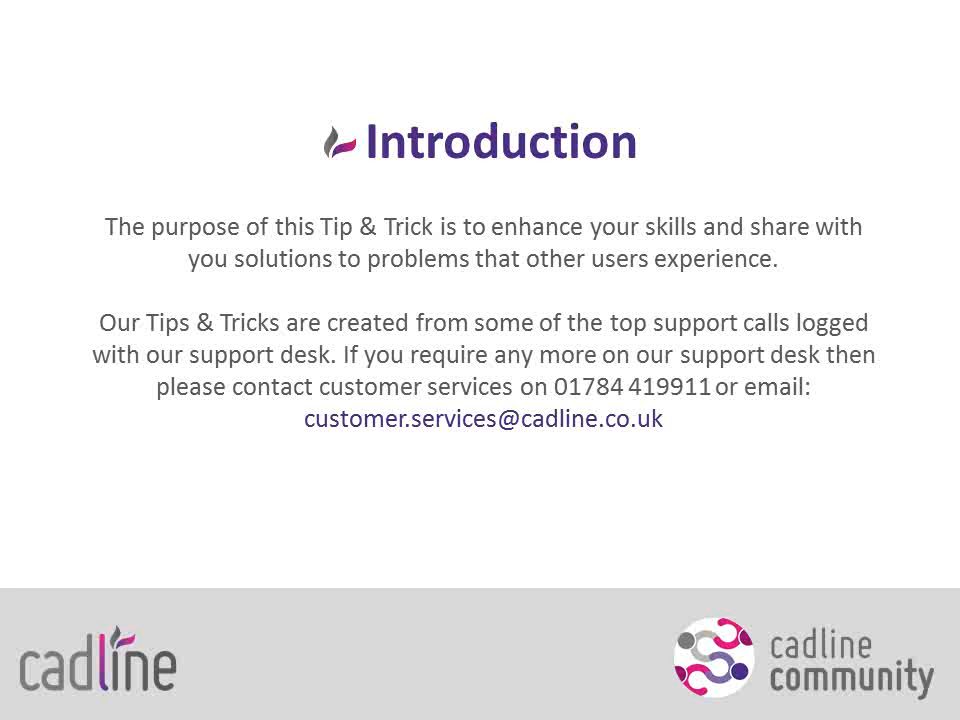 Introduction
The purpose of this Tip & Trick is to enhance your skills and share with
you solutions to problems that other users experience.
Our Tips & Tricks are created from some of the top support calls logged
with our support desk. If you require any more on our support desk then
please contact customer services on 01784 419911 or email:
customer.services@cadline.co.uk
cadline
cadline
community